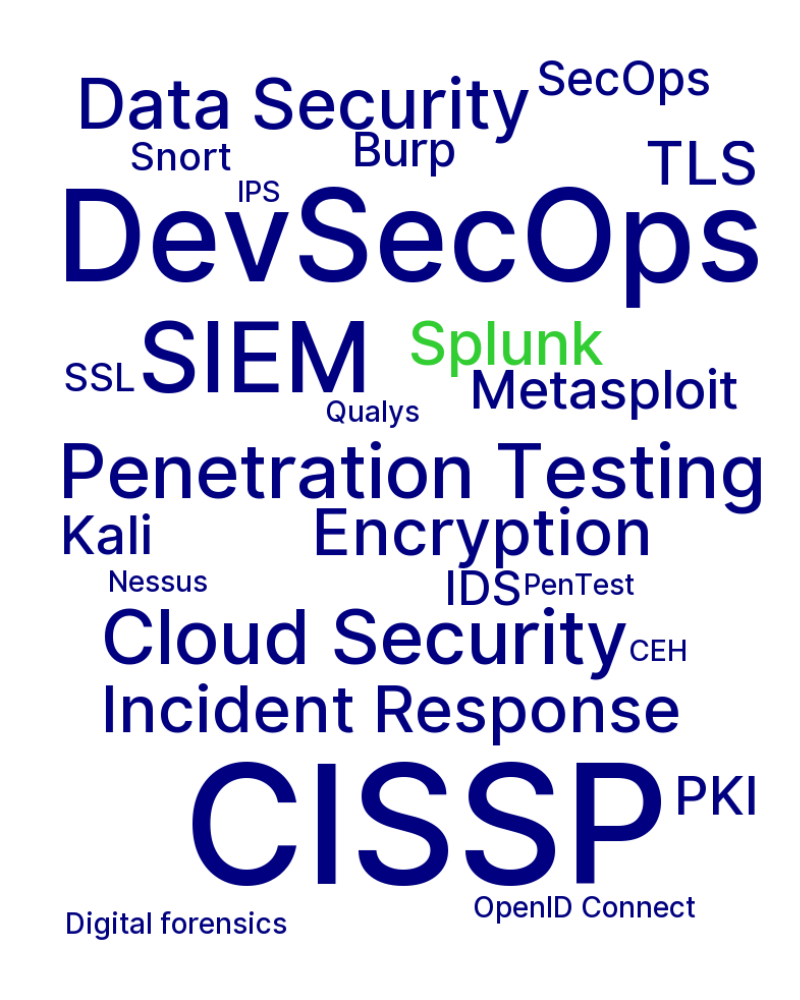 SecOps
Data Security
Burp
Snort
TLS
IPS
DevSecOps
SIEM
Splunk
SSL
Metasploit
Qualys
Penetration Testing
Kali
Encryption
Nessus
IDS
PenTest
Cloud Security
CEH
Incident Response
CISSP
PKI
OpenID Connect
Digital forensics